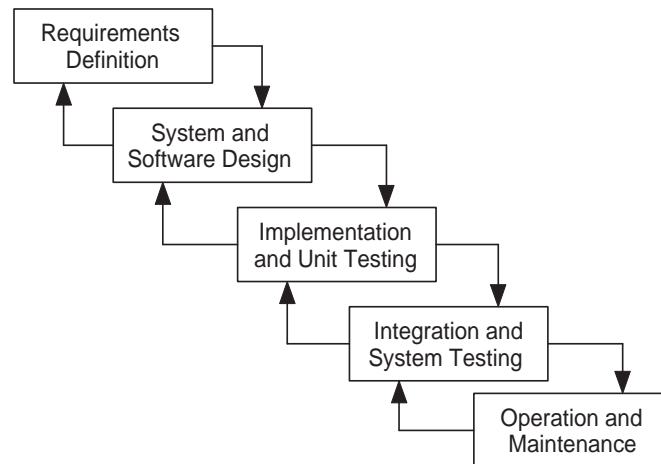 Requirements
Definition
System and
Software Design
Implementation
and Unit Testing
Integration and
System Testing
Operation and
Maintenance